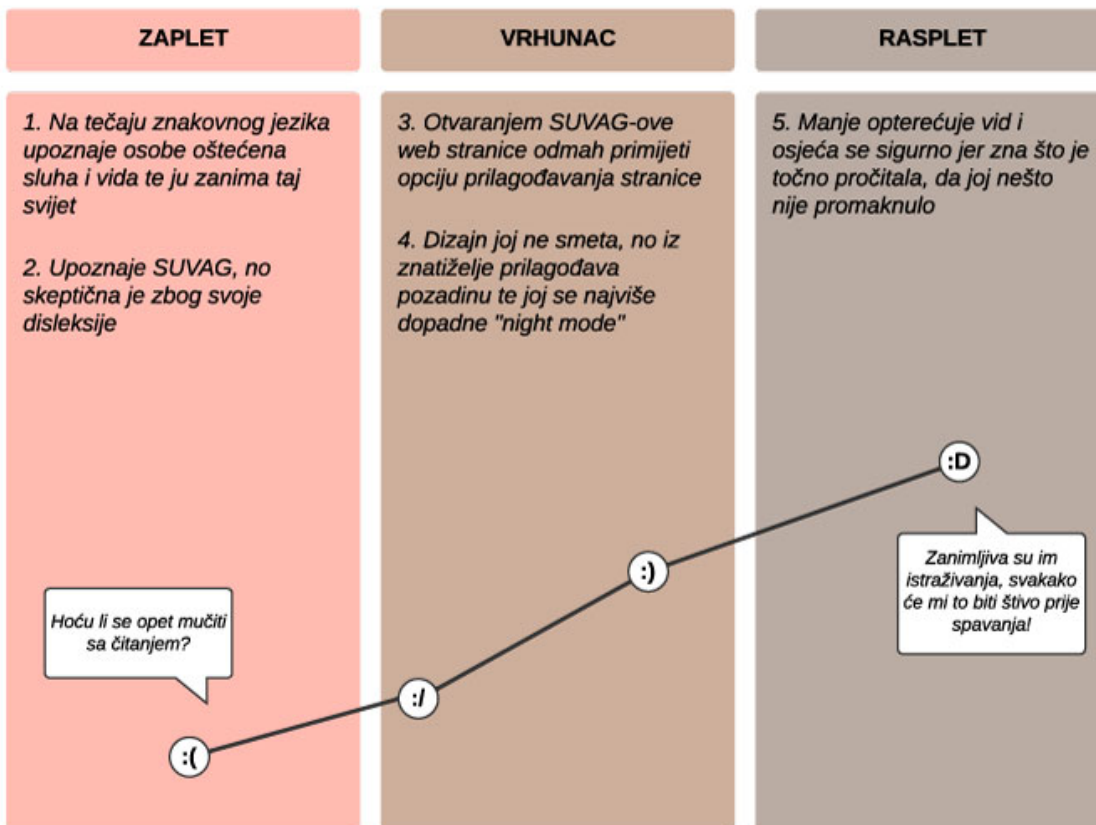 ZAPLET
1. Na tečaju znakovnog jezika
upoznaje osobe oštećena
sluha i vida te ju zanima taj
svijet
2. Upoznaje SUVAG, no
skeptična je zbog svoje
disleksije
Hoću li se opet mučiti
sa čitanjem?
:(
VRHUNAC
3. Otvaranjem SUVAG-ove
web stranice odmah primijeti
opciju prilagođavanja stranice
4. Dizajn joj ne smeta, no iz
znatiželje prilagođava
pozadinu te joj se najviše
dopadne "night mode"
:/
:)
RASPLET
5. Manje opterećuje vid i
osjeća se sigurno jer zna što je
točno pročitala, da joj nešto
nije promaknulo
:D
Zanimljiva su im
istraživanja, svakako
će mi to biti štivo prije
spavanja!